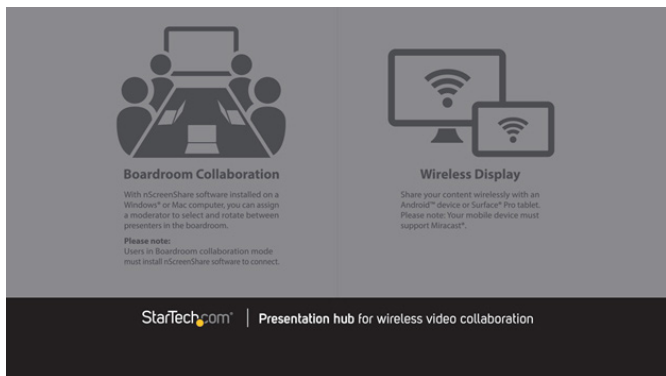 Boardroom Collaboration
With nScreenShare software installed on a
Windows® or Mac computer, you can assign
a moderator to select and rotate between
presenters in the boardroom.
Please note:
Users in Boardroom collaboration mode
must install nScreenShare software to connect.
Wireless Display
Share your content wirelessly with an
Android™ device or Surface® Pro tablet.
Please note: Your mobile device must
support Miracast®.
StarTech.com® | Presentation hub for wireless video collaboration